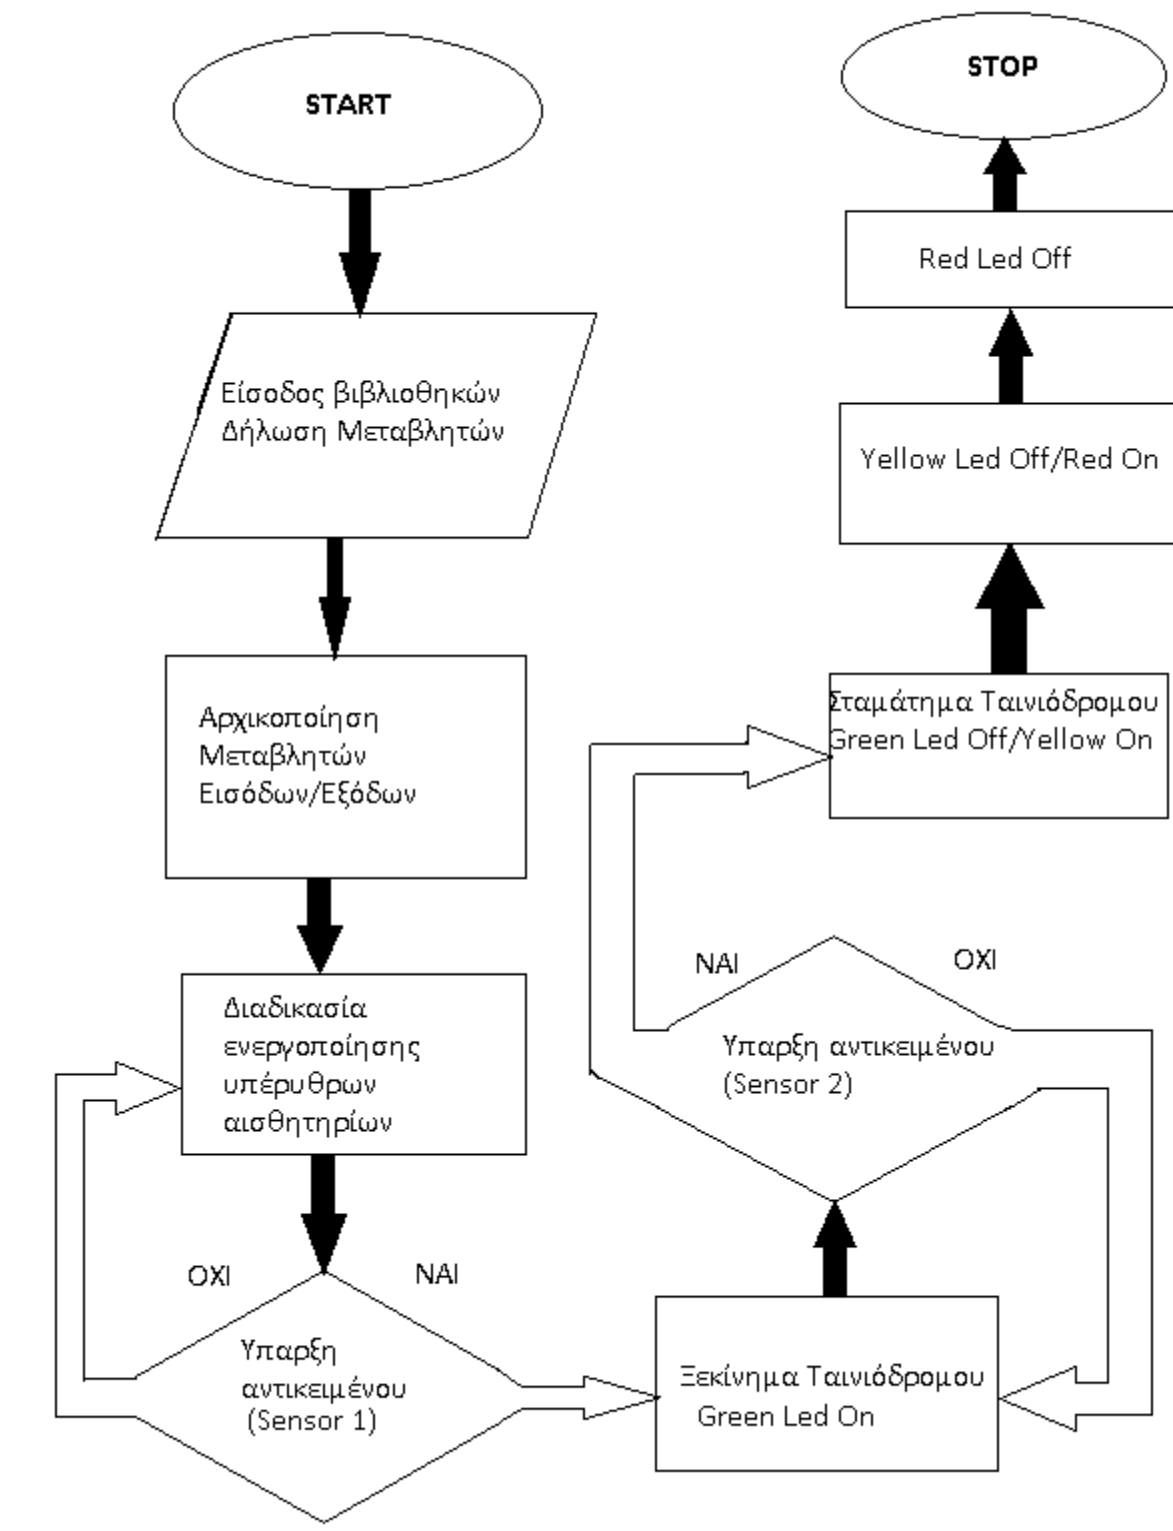 START
Είσοδος βιβλιοθηκών
Δήλωση Μεταβλητών
Αρχικοποίηση
Μεταβλητών
Εισόδων/Εξόδων
Διαδικασία
ενεργοποίησης
υπέρυθρων
αισθητηρίων
ΟΧΙ
ΝΑΙ
Υπαρξη
αντικειμένου
(Sensor 1)
Ξεκίνημα Ταινιόδρομου
Green Led On
ΝΑΙ
ΟΧΙ
Υπαρξη αντικειμένου
(Sensor 2)
Σταμάτημα Ταινιόδρομου
Green Led Off/Yellow On
Yellow Led Off/Red On
Red Led Off
STOP